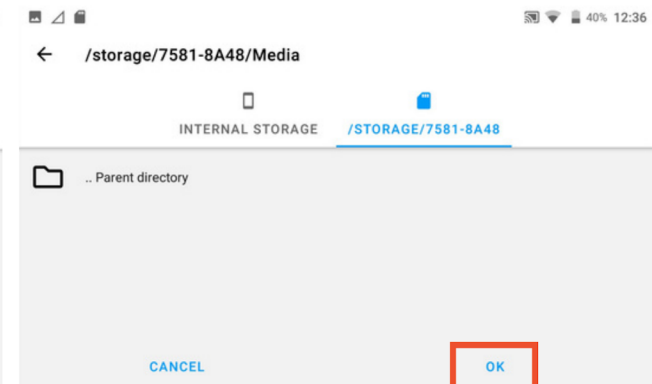 40% 12:36
/storage/7581-8A48/Media
INTERNAL STORAGE
/STORAGE/7581-8A48
.. Parent directory
CANCEL
OK